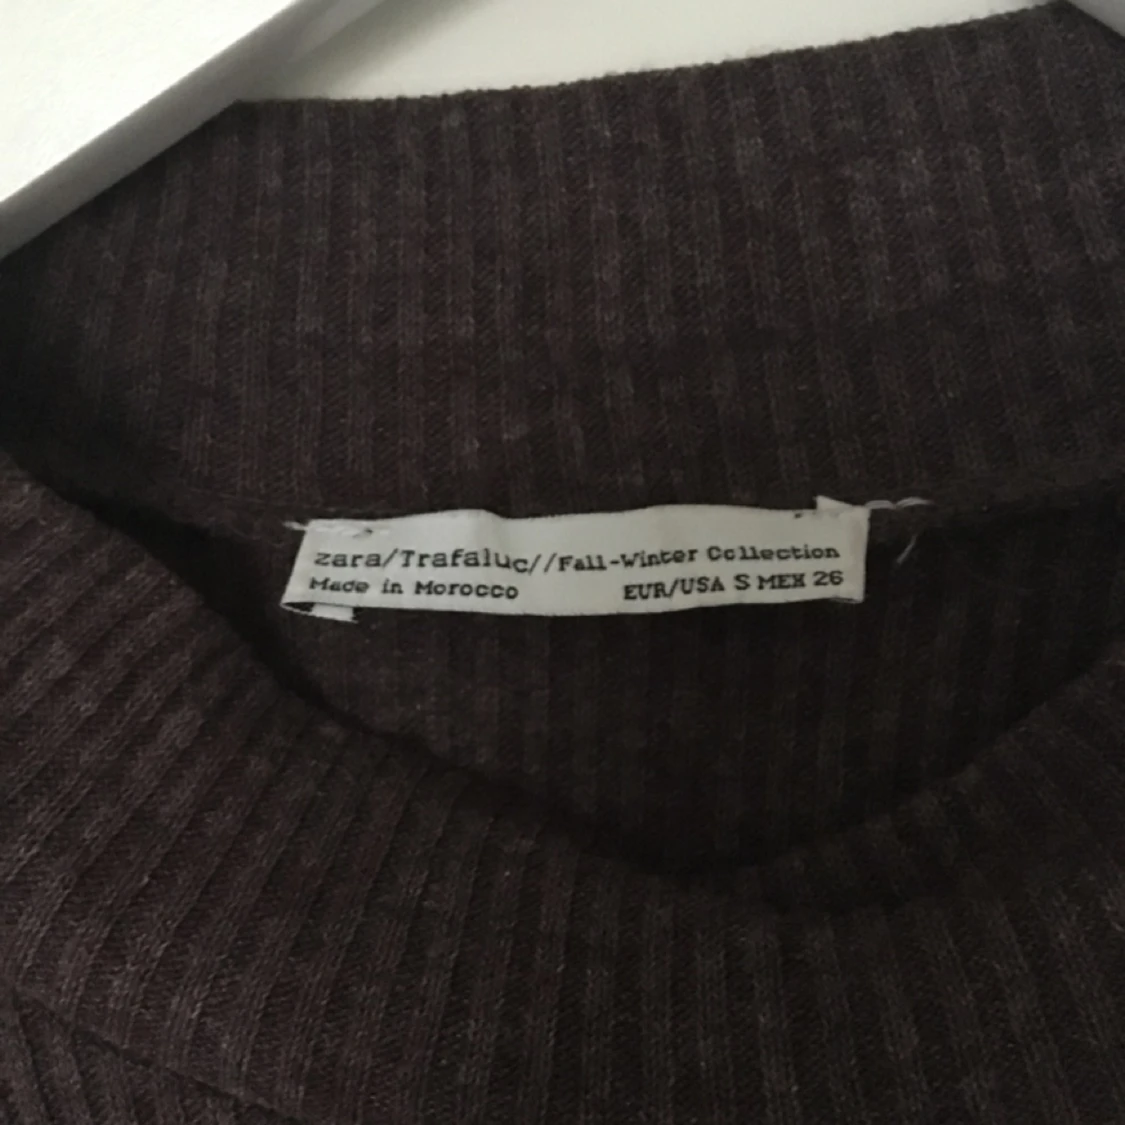 zara/Trafaluc//Fall-Winter Collection
Made in Morocco EUR/USA S MEX 26